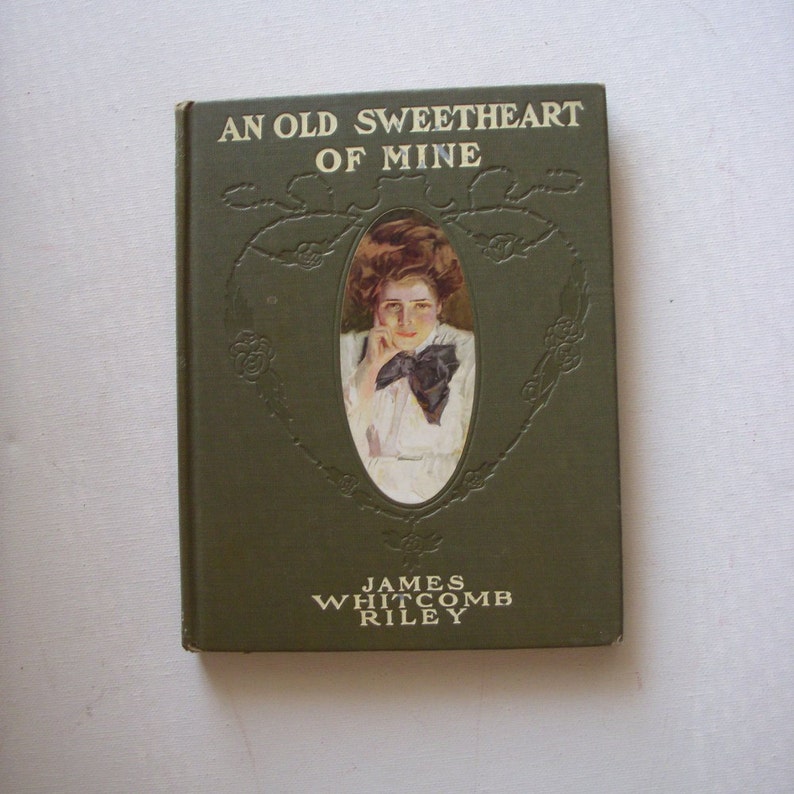 AN OLD SWEETHEART
OF MINE
JAMES
WHITCOMB
RILEY